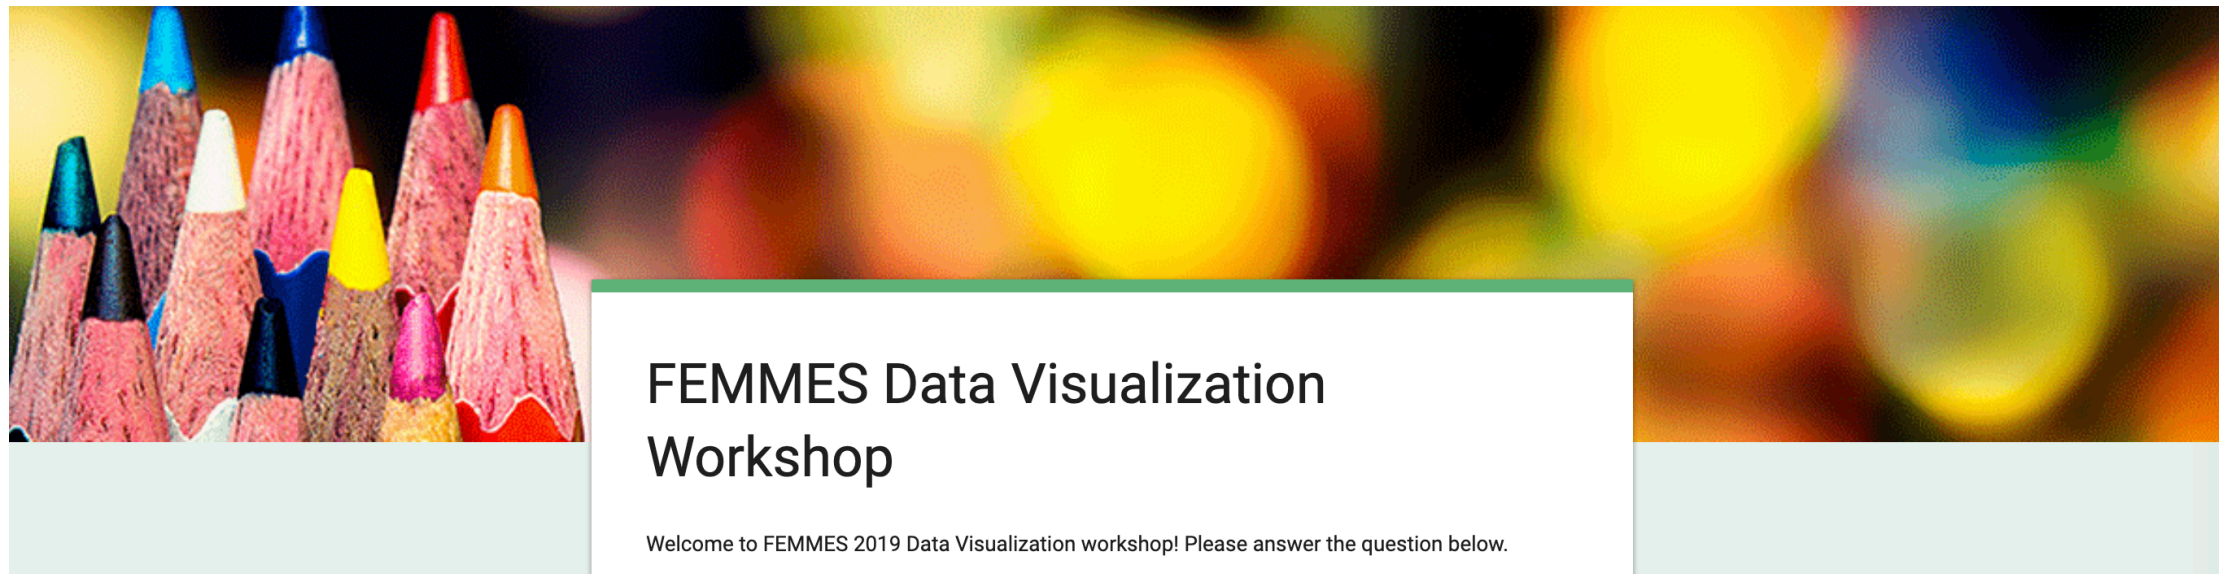 FEMMES Data Visualization
Workshop
Welcome to FEMMES 2019 Data Visualization workshop! Please answer the question below.